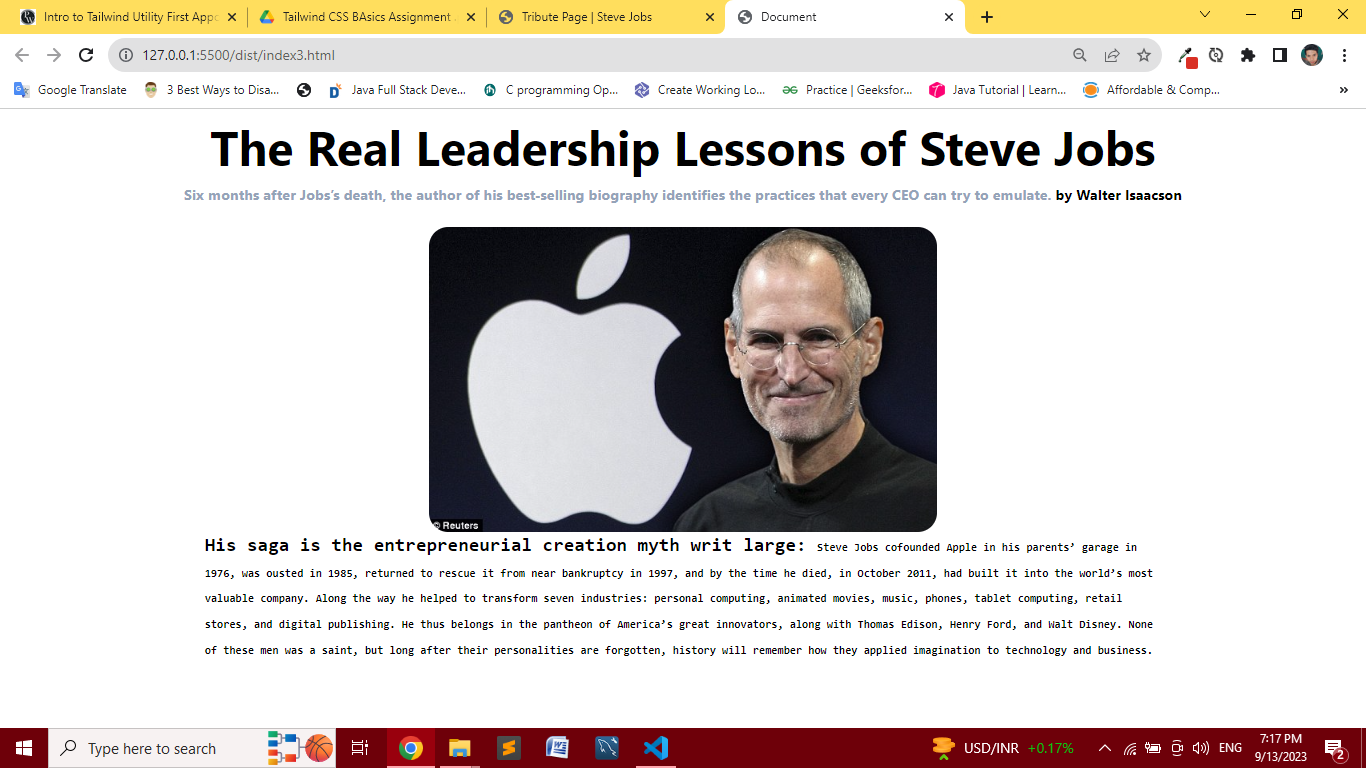 Intro to Tailwind Utility First Appr
Tailwind CSS BAsics Assignment
Tribute Page | Steve Jobs
Document
127.0.0.1:5500/dist/index3.html
Google Translate
3 Best Ways to Disa...
Java Full Stack Deve...
C programming Op...
Create Working Lo...
Practice | Geeksfor...
Java Tutorial | Learn...
Affordable & Comp...
»
The Real Leadership Lessons of Steve Jobs
Six months after Jobs’s death, the author of his best-selling biography identifies the practices that every CEO can try to emulate. by Walter Isaacson
© Reuters
His saga is the entrepreneurial creation myth writ large: Steve Jobs cofounded Apple in his parents’ garage in
1976, was ousted in 1985, returned to rescue it from near bankruptcy in 1997, and by the time he died, in October 2011, had built it into the world’s most
valuable company. Along the way he helped to transform seven industries: personal computing, animated movies, music, phones, tablet computing, retail
stores, and digital publishing. He thus belongs in the pantheon of America’s great innovators, along with Thomas Edison, Henry Ford, and Walt Disney. None
of these men was a saint, but long after their personalities are forgotten, history will remember how they applied imagination to technology and business.
Type here to search
USD/INR +0.17%
ENG
7:17 PM
9/13/2023
2